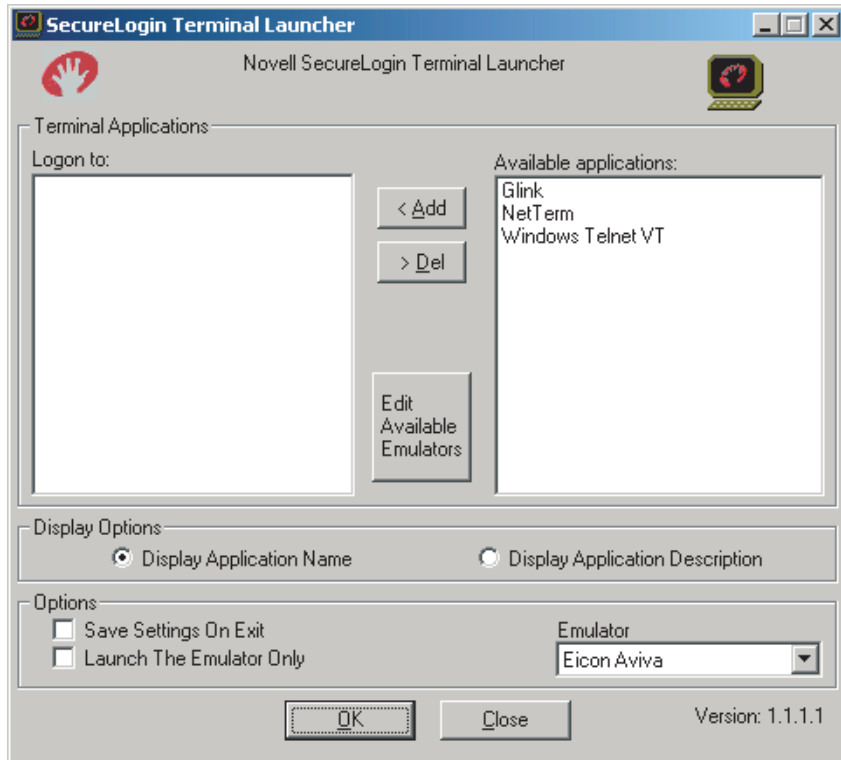 SecureLogin Terminal Launcher
Novell SecureLogin Terminal Launcher
Terminal Applications
Logon to:
Available applications:
Glink
NetTerm
Windows Telnet VT
< Add
> Del
Edit
Available
Emulators
Display Options
Display Application Name
Display Application Description
Options
Save Settings On Exit
Launch The Emulator Only
Emulator
Eicon Aviva
OK
Close
Version: 1.1.1.1